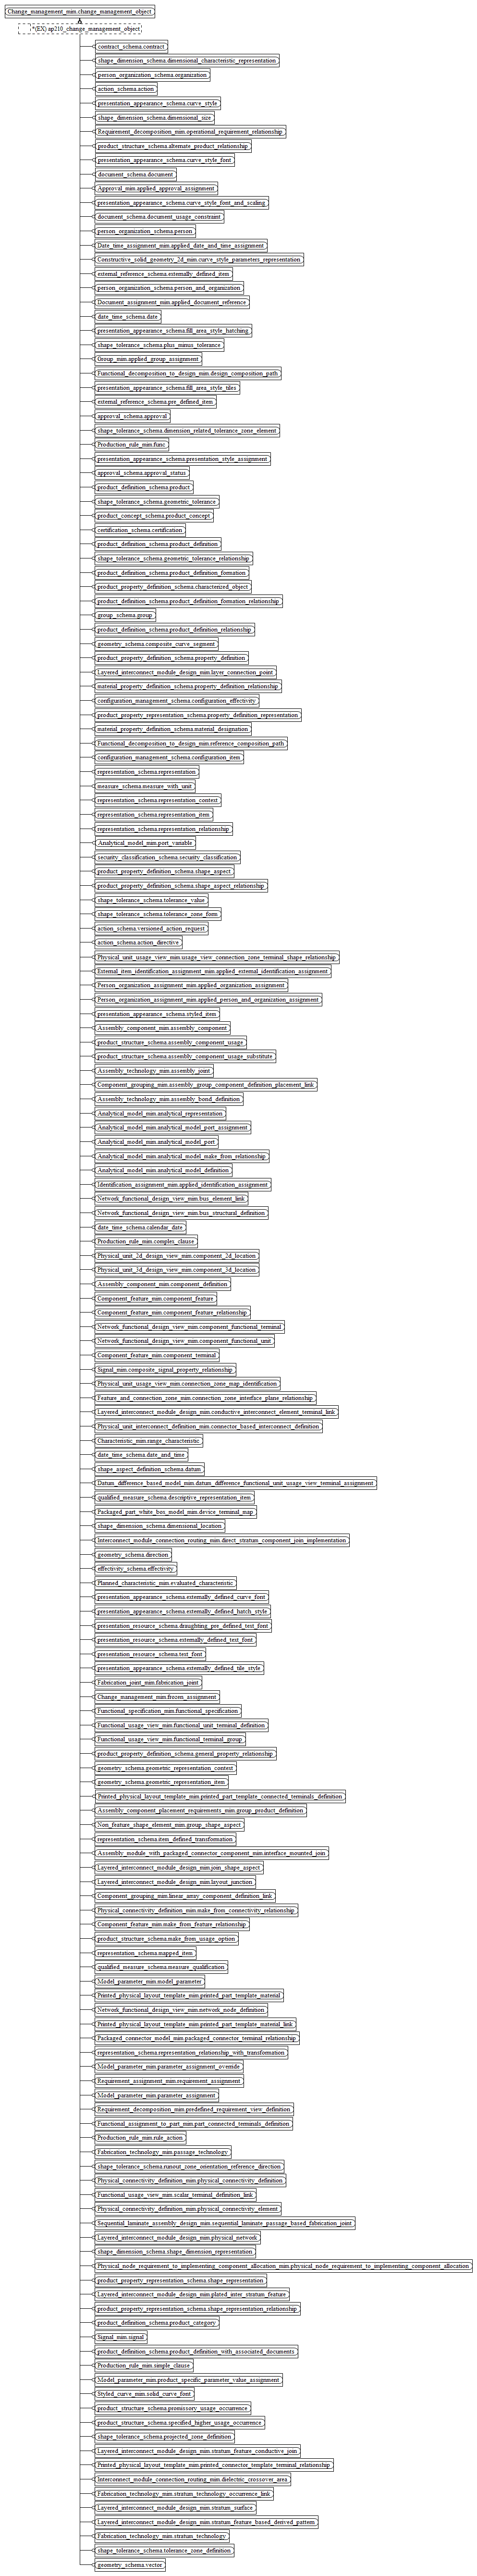 Change_management_mim.change_management_object
*(EX) ap210_change_management_object
contract_schema.contract
shape_dimension_schema.dimensional_characteristic_representation
person_organization_schema.organization
action_schema.action
presentation_appearance_schema.curve_style
shape_dimension_schema.dimensional_size
Requirement_decomposition_mim.operational_requirement_relationship
product_structure_schema.alternate_product_relationship
presentation_appearance_schema.curve_style_font
document_schema.document
Approval_mim.applied_approval_assignment
presentation_appearance_schema.curve_style_font_and_scaling
document_schema.document_usage_constraint
person_organization_schema.person
Date_time_assignment_mim.applied_date_and_time_assignment
Constructive_solid_geometry_2d_mim.curve_style_parameters_representation
external_reference_schema.externally_defined_item
person_organization_schema.person_and_organization
Document_assignment_mim.applied_document_reference
date_time_schema.date
presentation_appearance_schema.fill_area_style_hatching
shape_tolerance_schema.plus_minus_tolerance
Group_mim.applied_group_assignment
Functional_decomposition_to_design_mim.design_composition_path
presentation_appearance_schema.fill_area_style_tiles
external_reference_schema.pre_defined_item
approval_schema.approval
shape_tolerance_schema.dimension_related_tolerance_zone_element
Production_rule_mim.func
presentation_appearance_schema.presentation_style_assignment
approval_schema.approval_status
product_definition_schema.product
shape_tolerance_schema.geometric_tolerance
product_concept_schema.product_concept
certification_schema.certification
product_definition_schema.product_definition
shape_tolerance_schema.geometric_tolerance_relationship
product_definition_schema.product_definition_formation
product_property_definition_schema.characterized_object
product_definition_schema.product_definition_formation_relationship
group_schema.group
product_definition_schema.product_definition_relationship
geometry_schema.composite_curve_segment
product_property_definition_schema.property_definition
Layered_interconnect_module_design_mim.layer_connection_point
material_property_definition_schema.property_definition_relationship
configuration_management_schema.configuration_effectivity
product_property_representation_schema.property_definition_representation
material_property_definition_schema.material_designation
Functional_decomposition_to_design_mim.reference_composition_path
configuration_management_schema.configuration_item
representation_schema.representation
measure_schema.measure_with_unit
representation_schema.representation_context
representation_schema.representation_item
representation_schema.representation_relationship
Analytical_model_mim.port_variable
security_classification_schema.security_classification
product_property_definition_schema.shape_aspect
product_property_definition_schema.shape_aspect_relationship
shape_tolerance_schema.tolerance_value
shape_tolerance_schema.tolerance_zone_form
action_schema.versioned_action_request
action_schema.action_directive
Physical_unit_usage_view_mim.usage_view_connection_zone_terminal_shape_relationship
External_item_identification_assignment_mim.applied_external_identification_assignment
Person_organization_assignment_mim.applied_organization_assignment
Person_organization_assignment_mim.applied_person_and_organization_assignment
presentation_appearance_schema.styled_item
Assembly_component_mim.assembly_component
product_structure_schema.assembly_component_usage
product_structure_schema.assembly_component_usage_substitute
Assembly_technology_mim.assembly_joint
Component_grouping_mim.assembly_group_component_definition_placement_link
Assembly_technology_mim.assembly_bond_definition
Analytical_model_mim.analytical_representation
Analytical_model_mim.analytical_model_port_assignment
Analytical_model_mim.analytical_model_port
Analytical_model_mim.analytical_model_make_from_relationship
Analytical_model_mim.analytical_model_definition
Identification_assignment_mim.applied_identification_assignment
Network_functional_design_view_mim.bus_element_link
Network_functional_design_view_mim.bus_structural_definition
date_time_schema.calendar_date
Production_rule_mim.complex_clause
Physical_unit_2d_design_view_mim.component_2d_location
Physical_unit_3d_design_view_mim.component_3d_location
Assembly_component_mim.component_definition
Component_feature_mim.component_feature
Component_feature_mim.component_feature_relationship
Network_functional_design_view_mim.component_functional_terminal
Network_functional_design_view_mim.component_functional_unit
Component_feature_mim.component_terminal
Signal_mim.composite_signal_property_relationship
Physical_unit_usage_view_mim.connection_zone_map_identification
Feature_and_connection_zone_mim.connection_zone_interface_plane_relationship
Layered_interconnect_module_design_mim.conductive_interconnect_element_terminal_link
Physical_unit_interconnect_definition_mim.connector_based_interconnect_definition
Characteristic_mim.range_characteristic
date_time_schema.date_and_time
shape_aspect_definition_schema.datum
Datum_difference_based_model_mim.datum_difference_functional_unit_usage_view_terminal_assignment
qualified_measure_schema.descriptive_representation_item
Packaged_part_white_box_model_mim.device_terminal_map
shape_dimension_schema.dimensional_location
Interconnect_module_connection_routing_mim.direct_stratum_component_join_implementation
geometry_schema.direction
effectivity_schema.effectivity
Planned_characteristic_mim.evaluated_characteristic
presentation_appearance_schema.externally_defined_curve_font
presentation_appearance_schema.externally_defined_hatch_style
presentation_resource_schema.draughting_pre_defined_text_font
presentation_resource_schema.externally_defined_text_font
presentation_resource_schema.text_font
presentation_appearance_schema.externally_defined_tile_style
Fabrication_joint_mim.fabrication_joint
Change_management_mim.frozen_assignment
Functional_specification_mim.functional_specification
Functional_usage_view_mim.functional_unit_terminal_definition
Functional_usage_view_mim.functional_terminal_group
product_property_definition_schema.general_property_relationship
geometry_schema.geometric_representation_context
geometry_schema.geometric_representation_item
Printed_physical_layout_template_mim.printed_part_template_connected_terminals_definition
Assembly_component_placement_requirements_mim.group_product_definition
Non_feature_shape_element_mim.group_shape_aspect
representation_schema.item_defined_transformation
Assembly_module_with_packaged_connector_component_mim.interface_mounted_join
Layered_interconnect_module_design_mim.join_shape_aspect
Layered_interconnect_module_design_mim.layout_junction
Component_grouping_mim.linear_array_component_definition_link
Physical_connectivity_definition_mim.make_from_connectivity_relationship
Component_feature_mim.make_from_feature_relationship
product_structure_schema.make_from_usage_option
representation_schema.mapped_item
qualified_measure_schema.measure_qualification
Model_parameter_mim.model_parameter
Printed_physical_layout_template_mim.printed_part_template_material
Network_functional_design_view_mim.network_node_definition
Printed_physical_layout_template_mim.printed_part_template_material_link
Packaged_connector_model_mim.packaged_connector_terminal_relationship
representation_schema.representation_relationship_with_transformation
Model_parameter_mim.parameter_assignment_override
Requirement_assignment_mim.requirement_assignment
Model_parameter_mim.parameter_assignment
Requirement_decomposition_mim.predefined_requirement_view_definition
Functional_assignment_to_part_mim.part_connected_terminals_definition
Production_rule_mim.rule_action
Fabrication_technology_mim.passage_technology
shape_tolerance_schema.runout_zone_orientation_reference_direction
Physical_connectivity_definition_mim.physical_connectivity_definition
Functional_usage_view_mim.scalar_terminal_definition_link
Physical_connectivity_definition_mim.physical_connectivity_element
Sequential_laminate_assembly_design_mim.sequential_laminate_passage_based_fabrication_joint
Layered_interconnect_module_design_mim.physical_network
shape_dimension_schema.shape_dimension_representation
Physical_node_requirement_to_implementing_component_allocation_mim.physical_node_requirement_to_implementing_component_allocation
product_property_representation_schema.shape_representation
Layered_interconnect_module_design_mim.plated_inter_stratum_feature
product_property_representation_schema.shape_representation_relationship
product_definition_schema.product_category
Signal_mim.signal
product_definition_schema.product_definition_with_associated_documents
Production_rule_mim.simple_clause
Model_parameter_mim.product_specific_parameter_value_assignment
Styled_curve_mim.solid_curve_font
product_structure_schema.promissory_usage_occurrence
product_structure_schema.specified_higher_usage_occurrence
shape_tolerance_schema.projected_zone_definition
Layered_interconnect_module_design_mim.stratum_feature_conductive_join
Printed_physical_layout_template_mim.printed_connector_template_terminal_relationship
Interconnect_module_connection_routing_mim.dielectric_crossover_area
Fabrication_technology_mim.stratum_technology_occurrence_link
Layered_interconnect_module_design_mim.stratum_surface
Layered_interconnect_module_design_mim.stratum_feature_based_derived_pattern
Fabrication_technology_mim.stratum_technology
shape_tolerance_schema.tolerance_zone_definition
geometry_schema.vector